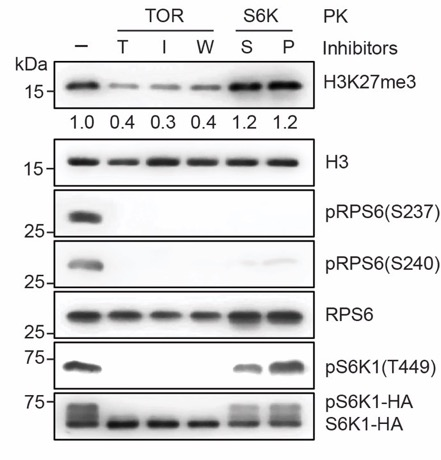 TOR S6K PK
– T I W S P Inhibitors
kDa
15 H3K27me3
1.0 0.4 0.3 0.4 1.2 1.2
15 H3
pRPS6(S237)
25
pRPS6(S240)
25
RPS6
25
75 pS6K1(T449)
75 pS6K1-HA
S6K1-HA